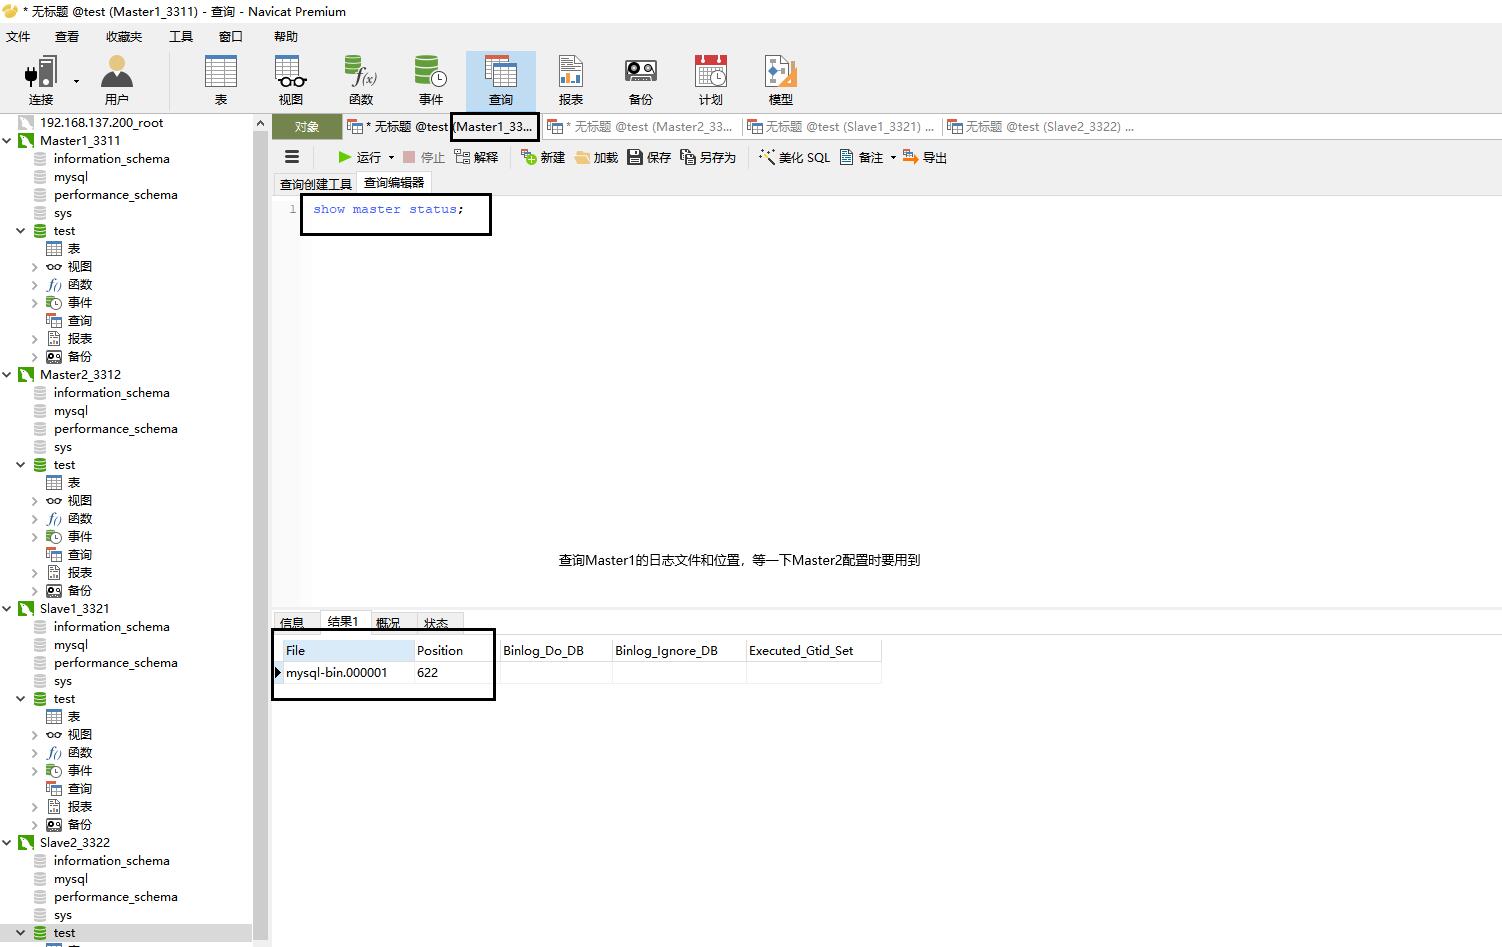 * 无标题 @test (Master1_3311) - 查询 - Navicat Premium
文件 查看 收藏夹 工具 窗口 帮助
连接 用户 表 视图 函数 事件 查询 报表 备份 计划 模型
对象 * 无标题 @test (Master1_33... * 无标题 @test (Master2_33... 无标题 @test (Slave1_3321) ... 无标题 @test (Slave2_3322) ...
运行 停止 解释 新建 加载 保存 另存为 美化 SQL 备注 导出
查询创建工具 查询编辑器
1 show master status;
192.168.137.200_root
Master1_3311
information_schema
mysql
performance_schema
sys
test
表
视图
函数
事件
查询
报表
备份
Master2_3312
information_schema
mysql
performance_schema
sys
test
表
视图
函数
事件
查询
报表
备份
Slave1_3321
information_schema
mysql
performance_schema
sys
test
表
视图
函数
事件
查询
报表
备份
Slave2_3322
information_schema
mysql
performance_schema
sys
test
查询Master1的日志文件和位置，等一下Master2配置时要用到
信息 结果1 概况 状态
File Position Binlog_Do_DB Binlog_Ignore_DB Executed_Gtid_Set
mysql-bin.000001 622